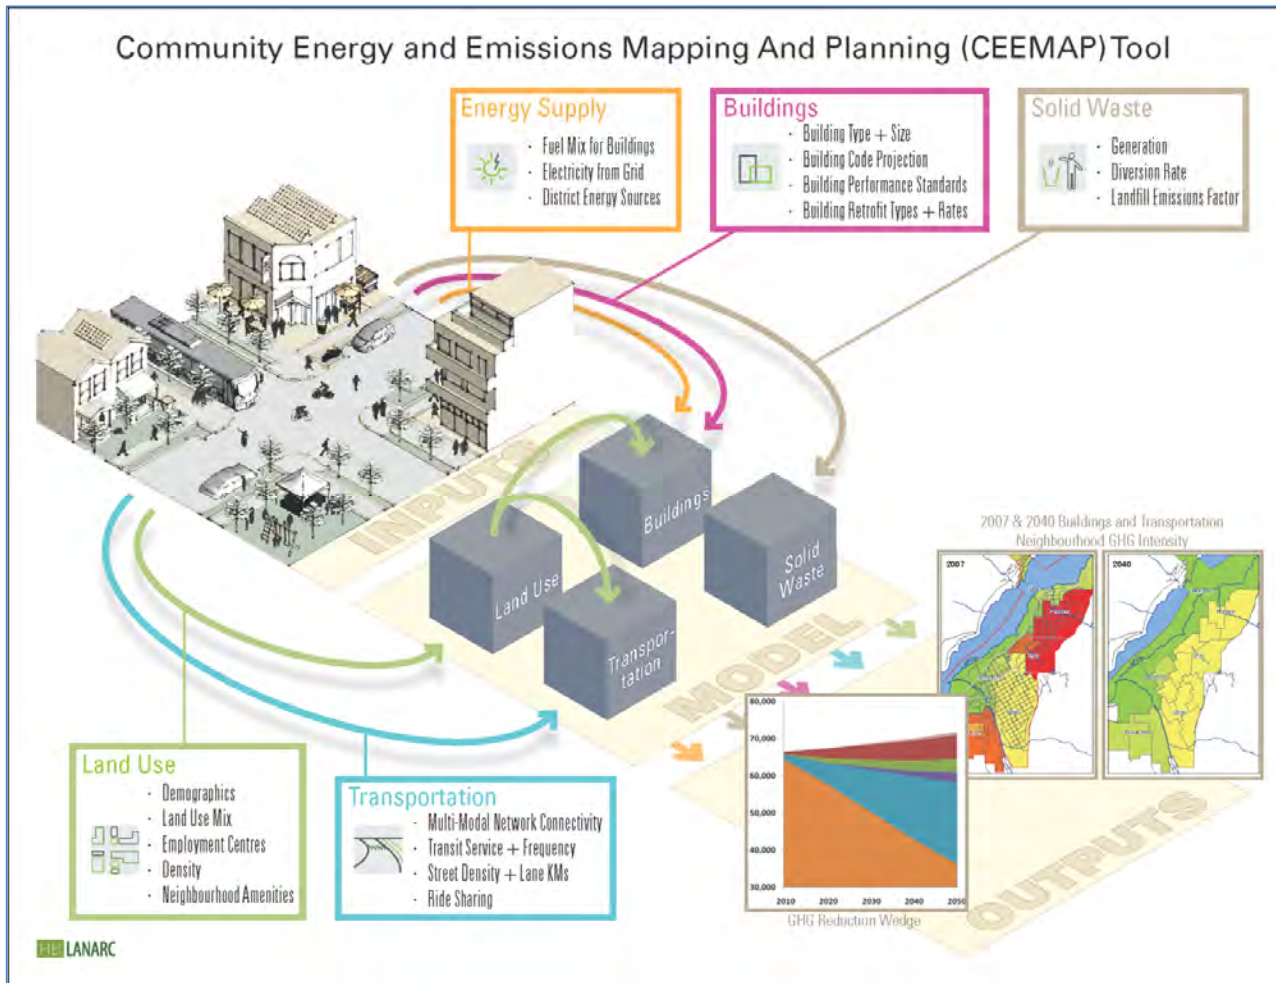 Community Energy and Emissions Mapping And Planning (CEEMAP) Tool
Energy Supply
· Fuel Mix for Buildings
· Electricity from Grid
· District Energy Sources
Buildings
· Building Type + Size
· Building Code Projection
· Building Performance Standards
· Building Retrofit Types + Rates
Solid Waste
· Generation
· Diversion Rate
· Landfill Emissions Factor
INPUTS
Buildings
Land Use
Solid
Waste
Transpor-
tation
MODEL
2007 & 2040 Buildings and Transportation
Neighbourhood GHG Intensity
2007
2040
80,000
70,000
60,000
50,000
40,000
30,000
2010 2020 2030 2040 2050
GHG Reduction Wedge
OUTPUTS
Land Use
· Demographics
· Land Use Mix
· Employment Centres
· Density
· Neighbourhood Amenities
Transportation
· Multi-Modal Network Connectivity
· Transit Service + Frequency
· Street Density + Lane KMs
· Ride Sharing
HB LANARC